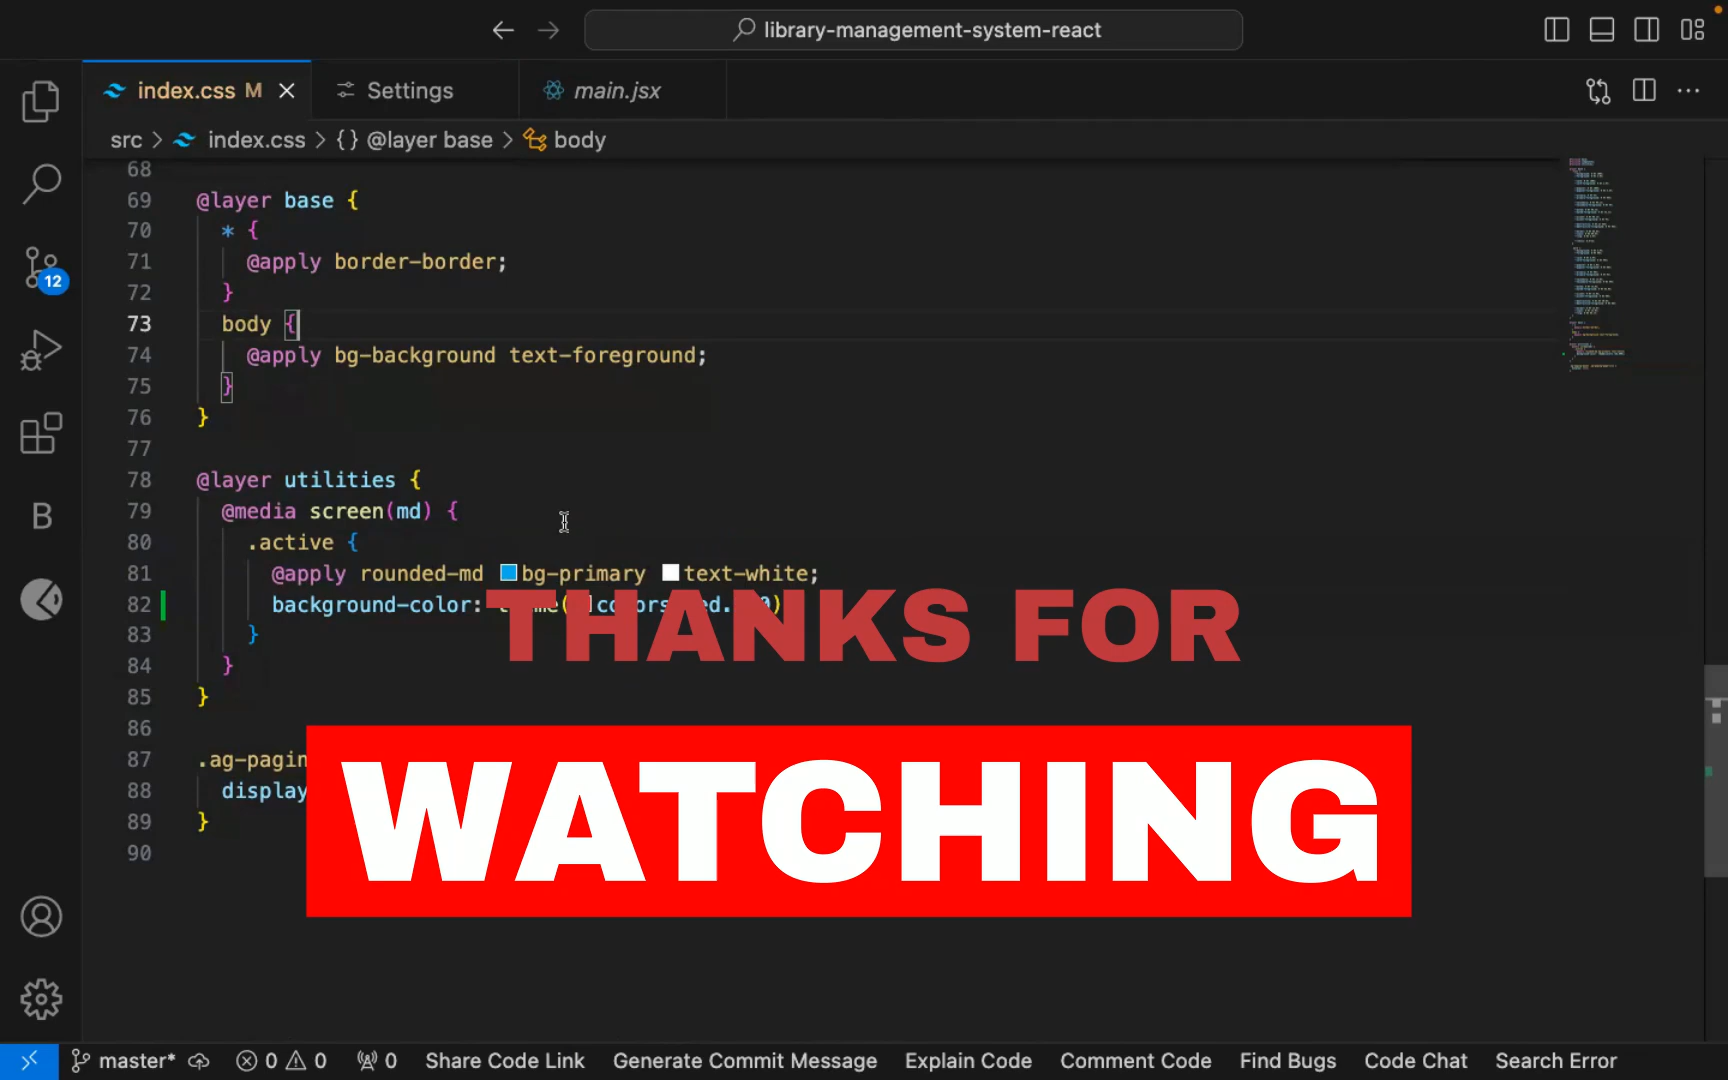 library-management-system-react
index.css M Settings main.jsx
src > index.css > {} @layer base > body
68
69 @layer base {
70 * {
71 @apply border-border;
72 }
73 body {
74 @apply bg-background text-foreground;
75 }
76 }
77
78 @layer utilities {
79 @media screen(md) {
80 .active {
81 @apply rounded-md bg-primary text-white;
82 background-color:
83 }
84 }
85 }
86
87 .ag-pagin
88 display
89 }
90
THANKS FOR
WATCHING
12
B
master* 0 0 0 Share Code Link Generate Commit Message Explain Code Comment Code Find Bugs Code Chat Search Error